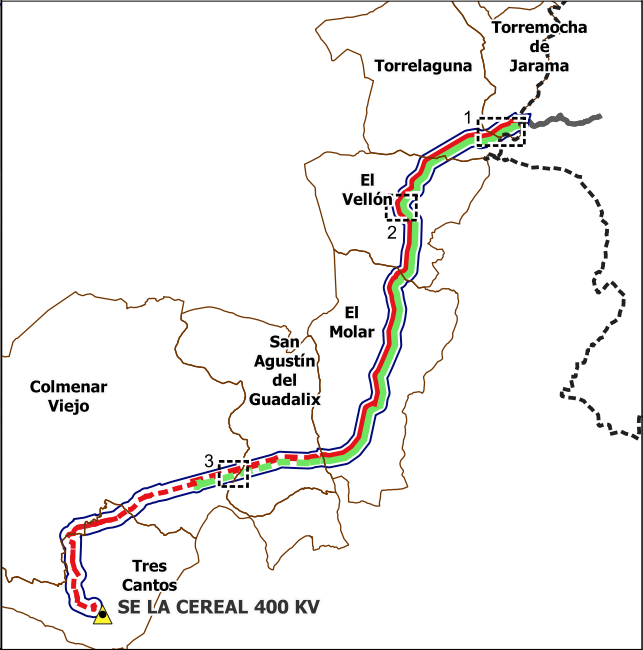 Torremocha
de
Jarama
Torrelaguna
1
El
Vellón
2
El
Molar
San
Agustín
del
Guadalix
Colmenar
Viejo
3
Tres
Cantos
SE LA CEREAL 400 KV